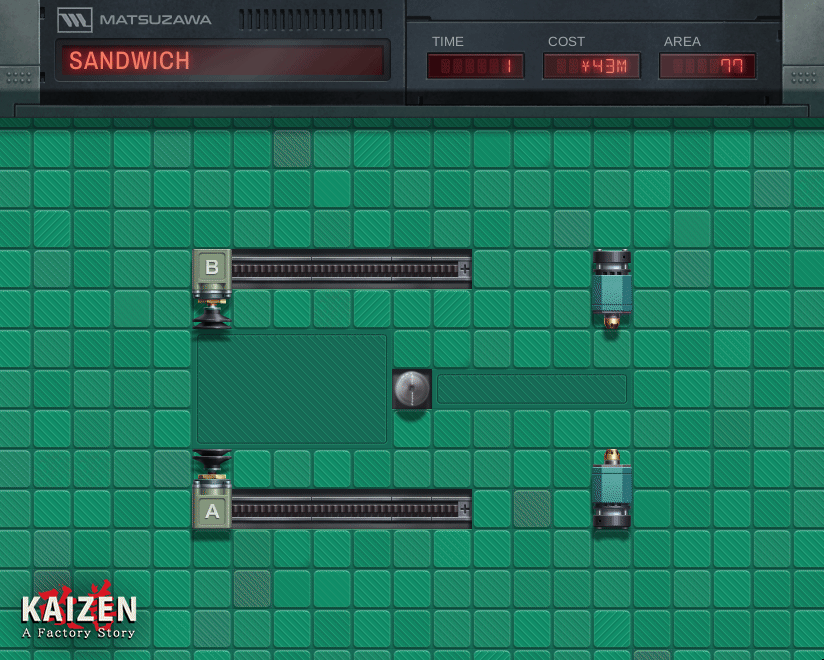 MATSUZAWA
SANDWICH
TIME
COST
AREA
1
¥43M
77
B
A
KAIZEN
A Factory Story